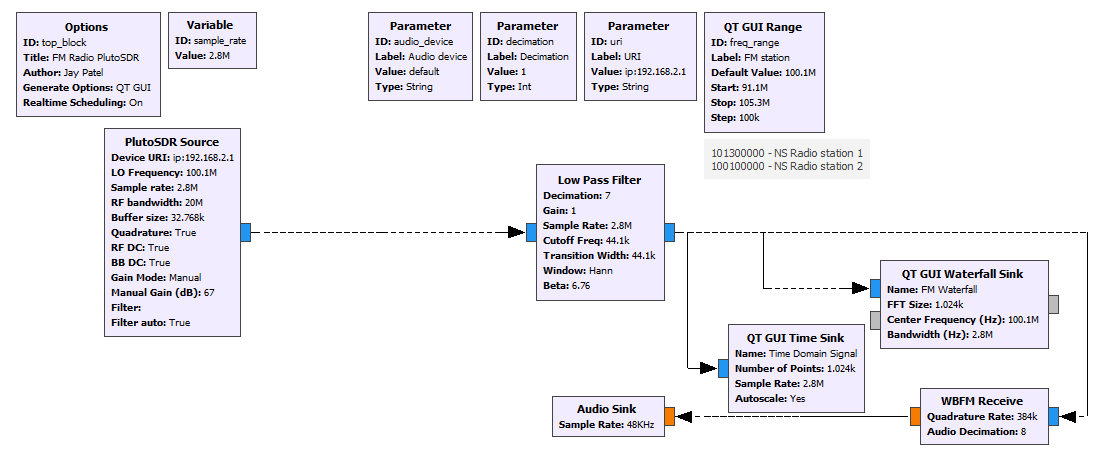 Options
ID: top_block
Title: FM Radio PlutoSDR
Author: Jay Patel
Generate Options: QT GUI
Realtime Scheduling: On
Variable
ID: sample_rate
Value: 2.8M
Parameter
ID: audio_device
Label: Audio device
Value: default
Type: String
Parameter
ID: decimation
Label: Decimation
Value: 1
Type: Int
Parameter
ID: uri
Label: URI
Value: ip:192.168.2.1
Type: String
QT GUI Range
ID: freq_range
Label: FM station
Default Value: 100.1M
Start: 91.1M
Stop: 105.3M
Step: 100k
101300000 - NS Radio station 1
100100000 - NS Radio station 2
PlutoSDR Source
Device URI: ip:192.168.2.1
LO Frequency: 100.1M
Sample rate: 2.8M
RF bandwidth: 20M
Buffer size: 32.768k
Quadrature: True
RF DC: True
BB DC: True
Gain Mode: Manual
Manual Gain (dB): 67
Filter:
Filter auto: True
Low Pass Filter
Decimation: 7
Gain: 1
Sample Rate: 2.8M
Cutoff Freq: 44.1k
Transition Width: 44.1k
Window: Hann
Beta: 6.76
QT GUI Waterfall Sink
Name: FM Waterfall
FFT Size: 1.024k
Center Frequency (Hz): 100.1M
Bandwidth (Hz): 2.8M
QT GUI Time Sink
Name: Time Domain Signal
Number of Points: 1.024k
Sample Rate: 2.8M
Autoscale: Yes
Audio Sink
Sample Rate: 48KHz
WBFM Receive
Quadrature Rate: 384k
Audio Decimation: 8